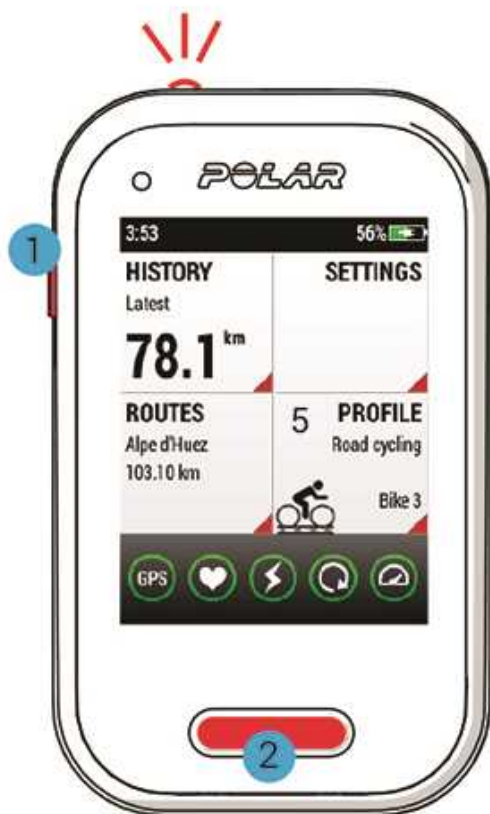 POLAR
1
3:53 56%
HISTORY
Latest
78.1 km
SETTINGS
ROUTES
Alpe d'Huez
103.10 km
5 PROFILE
Road cycling
Bike 3
GPS
2